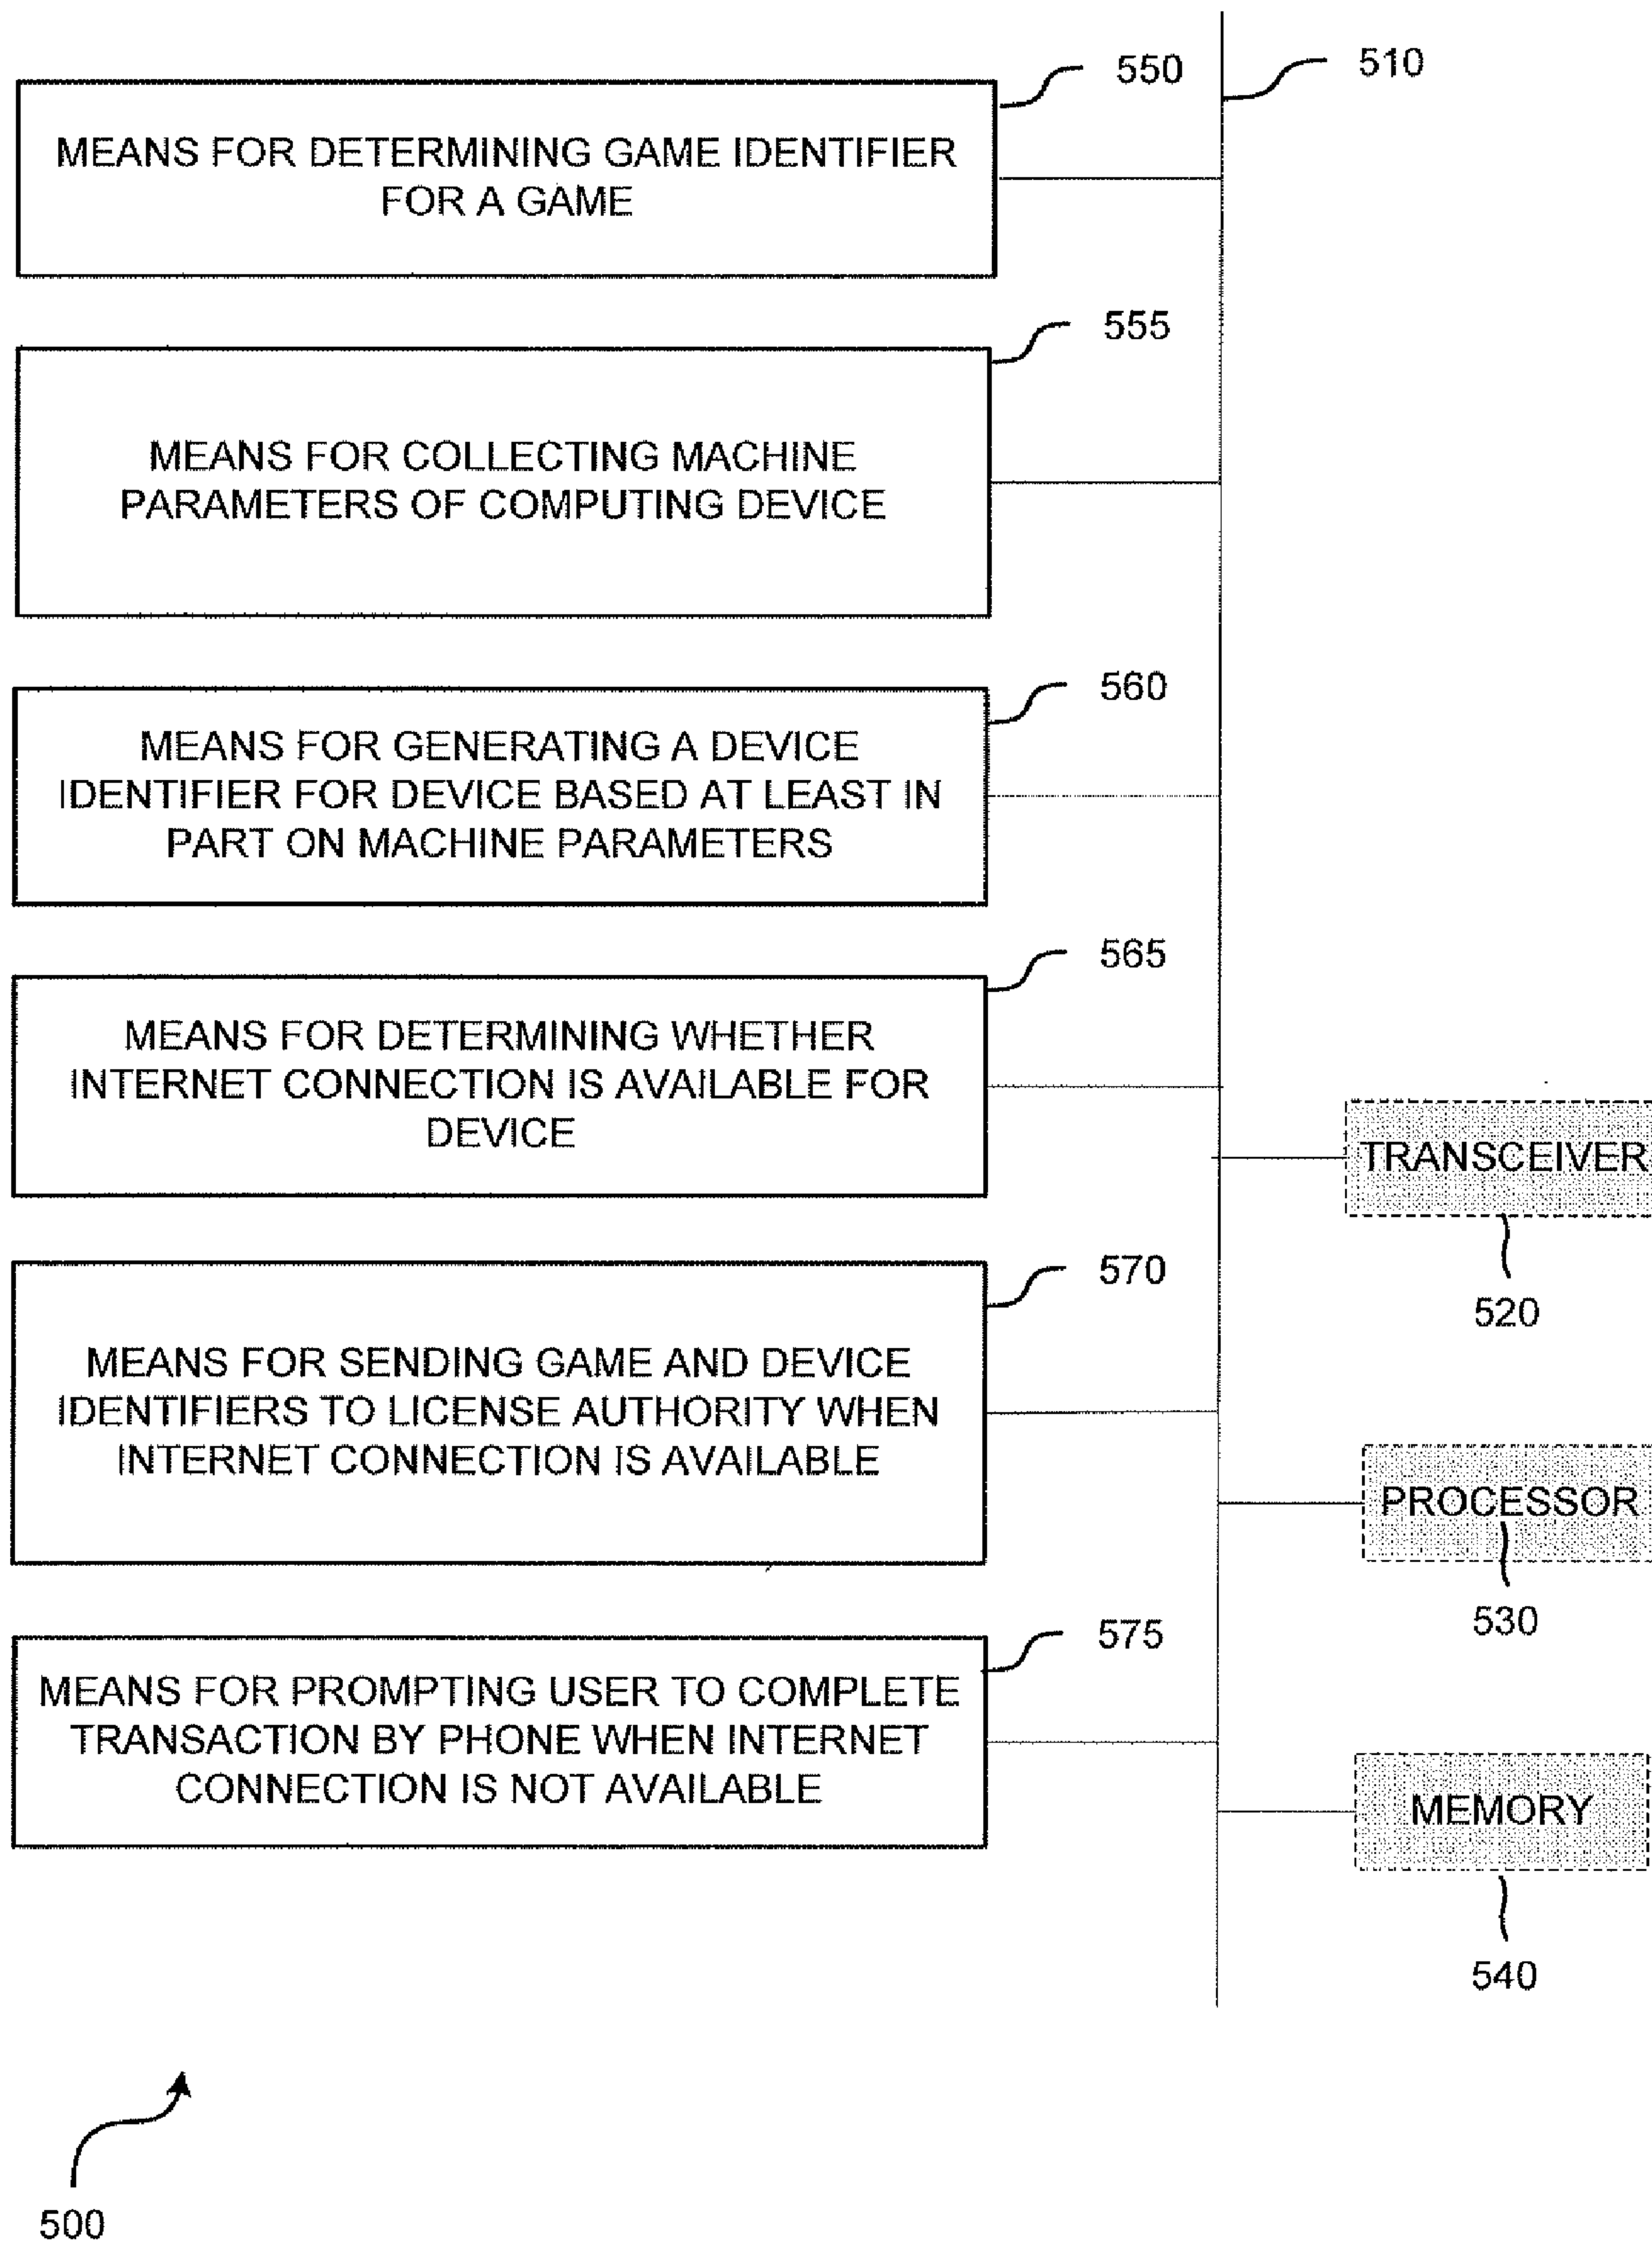 550
510
MEANS FOR DETERMINING GAME IDENTIFIER
FOR A GAME
555
MEANS FOR COLLECTING MACHINE
PARAMETERS OF COMPUTING DEVICE
560
MEANS FOR GENERATING A DEVICE
IDENTIFIER FOR DEVICE BASED AT LEAST IN
PART ON MACHINE PARAMETERS
565
MEANS FOR DETERMINING WHETHER
INTERNET CONNECTION IS AVAILABLE FOR
DEVICE
TRANSCEIVER
520
570
MEANS FOR SENDING GAME AND DEVICE
IDENTIFIERS TO LICENSE AUTHORITY WHEN
INTERNET CONNECTION IS AVAILABLE
PROCESSOR
530
575
MEANS FOR PROMPTING USER TO COMPLETE
TRANSACTION BY PHONE WHEN INTERNET
CONNECTION IS NOT AVAILABLE
MEMORY
540
500